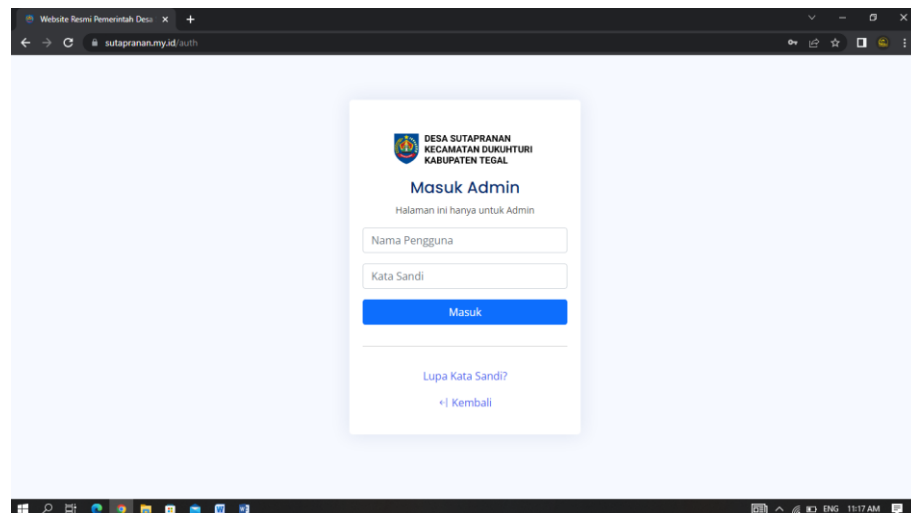 Website Resmi Pemerintah Desa
sutapranan.my.id/auth
DESA SUTAPRANAN
KECAMATAN DUKUHTURI
KABUPATEN TEGAL
Masuk Admin
Halaman ini hanya untuk Admin
Nama Pengguna
Kata Sandi
Masuk
Lupa Kata Sandi?
Kembali
ENG 11:17 AM